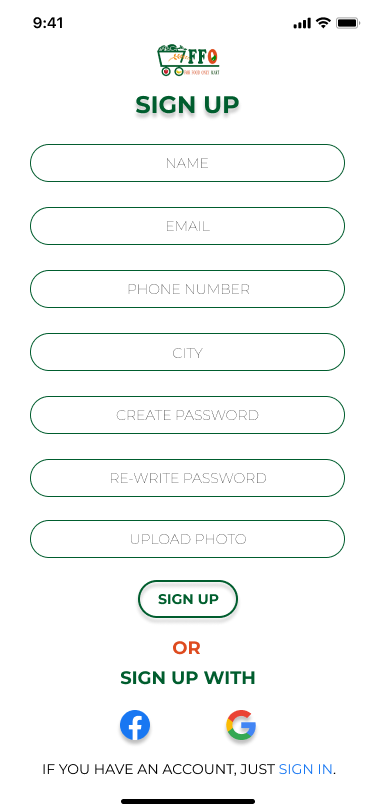 9:41
FFO
SIGN UP
NAME
EMAIL
PHONE NUMBER
CITY
CREATE PASSWORD
RE-WRITE PASSWORD
UPLOAD PHOTO
SIGN UP
OR
SIGN UP WITH
IF YOU HAVE AN ACCOUNT, JUST SIGN IN.